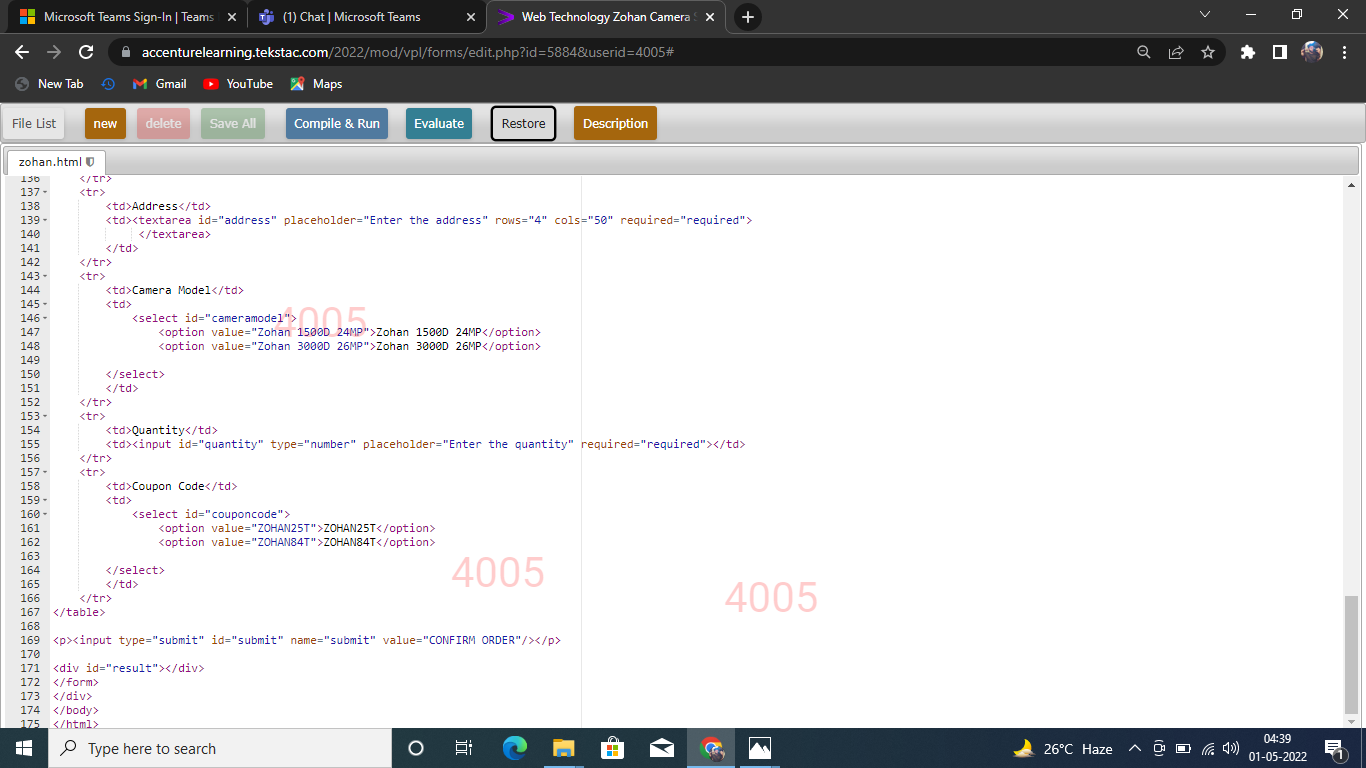 Microsoft Teams Sign-In | Teams
(1) Chat | Microsoft Teams
Web Technology Zohan Camera S
accenturelearning.tekstac.com/2022/mod/vpl/forms/edit.php?id=5884&userid=4005#
New Tab
Gmail
YouTube
Maps
File List
new
delete
Save All
Compile & Run
Evaluate
Restore
Description
zohan.html
136 </tr>
137 <tr>
138 <td>Address</td>
139 <td><textarea id="address" placeholder="Enter the address" rows="4" cols="50" required="required">
140 </textarea>
141 </td>
142 </tr>
143 <tr>
144 <td>Camera Model</td>
145 <td>
146 <select id="cameramodel">
147 <option value="Zohan 1500D 24MP">Zohan 1500D 24MP</option>
148 <option value="Zohan 3000D 26MP">Zohan 3000D 26MP</option>
149
150 </select>
151 </td>
152 </tr>
153 <tr>
154 <td>Quantity</td>
155 <td><input id="quantity" type="number" placeholder="Enter the quantity" required="required"></td>
156 </tr>
157 <tr>
158 <td>Coupon Code</td>
159 <td>
160 <select id="couponcode">
161 <option value="ZOHAN25T">ZOHAN25T</option>
162 <option value="ZOHAN84T">ZOHAN84T</option>
163
164 </select>
165 </td>
166 </tr>
167 </table>
168
169 <p><input type="submit" id="submit" name="submit" value="CONFIRM ORDER"/></p>
170
171 <div id="result"></div>
172 </form>
173 </div>
174 </body>
175 </html>
4005
4005
4005
Type here to search
26°C Haze
04:39
01-05-2022
1